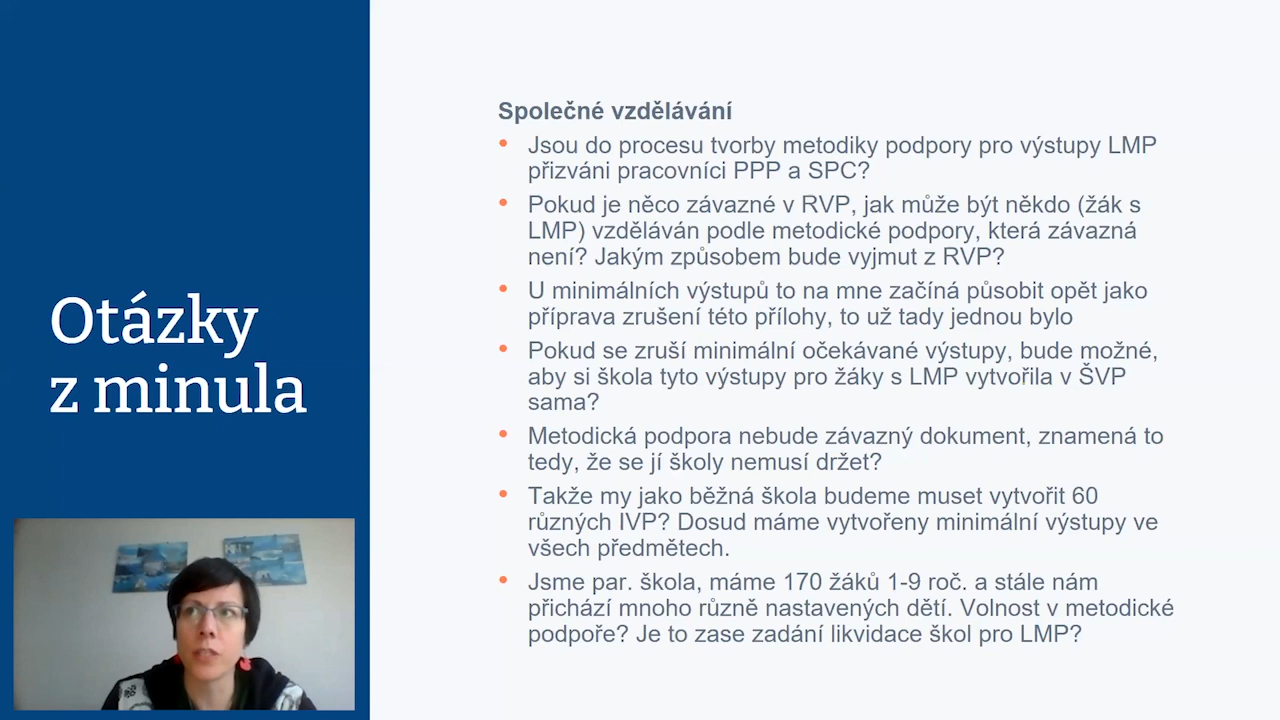 Otázky
z minula
Společné vzdělávání
• Jsou do procesu tvorby metodiky podpory pro výstupy LMP
přizváni pracovníci PPP a SPC?
• Pokud je něco závazné v RVP, jak může být někdo (žák s
LMP) vzděláván podle metodické podpory, která závazná
není? Jakým způsobem bude vyjmut z RVP?
• U minimálních výstupů to na mne začíná působit opět jako
příprava zrušení této přílohy, to už tady jednou bylo
• Pokud se zruší minimální očekávané výstupy, bude možné,
aby si škola tyto výstupy pro žáky s LMP vytvořila v ŠVP
sama?
• Metodická podpora nebude závazný dokument, znamená to
tedy, že se jí školy nemusí držet?
• Takže my jako běžná škola budeme muset vytvořit 60
různých IVP? Dosud máme vytvořeny minimální výstupy ve
všech předmětech.
• Jsme par. škola, máme 170 žáků 1-9 roč. a stále nám
přichází mnoho různě nastavených dětí. Volnost v metodické
podpoře? Je to zase zadání likvidace škol pro LMP?